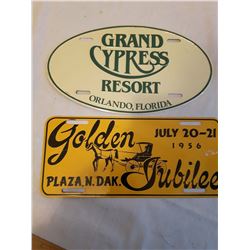 GRAND
CYPRESS
RESORT
ORLANDO, FLORIDA
Golden JULY 20-21
1956
PLAZA, N. DAK. Jubilee